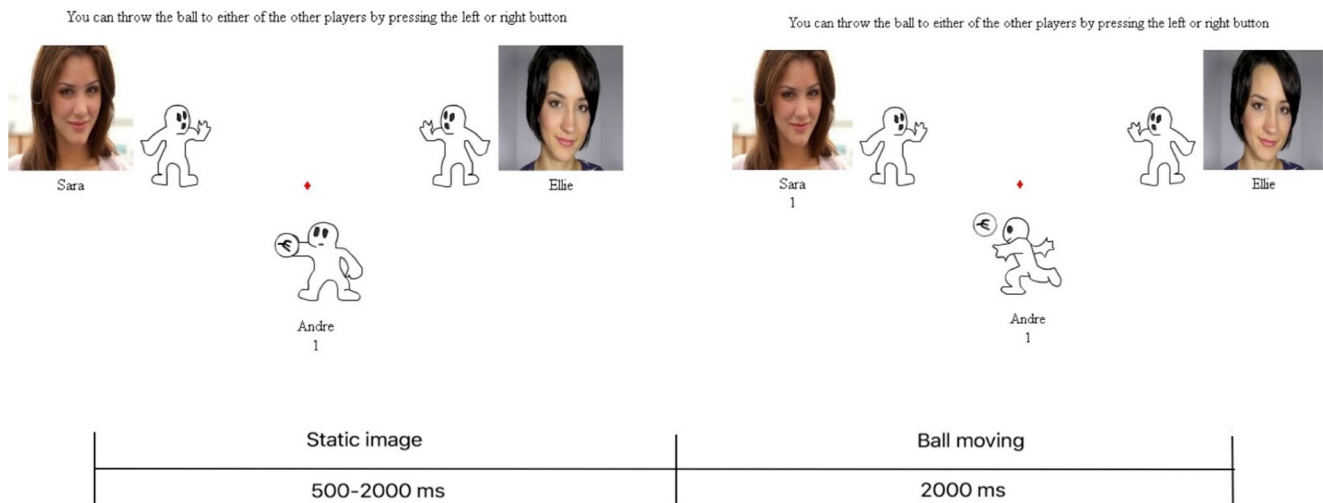 You can throw the ball to either of the other players by pressing the left or right button
Sara
Ellie
€
Andre
1
You can throw the ball to either of the other players by pressing the left or right button
Sara
1
Ellie
€
Andre
1
Static image
Ball moving
500-2000 ms
2000 ms